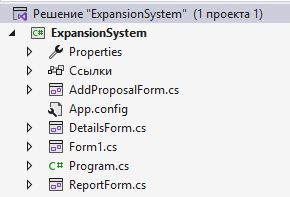 Решение "ExpansionSystem" (1 проекта 1)
C# ExpansionSystem
Properties
Ссылки
AddProposalForm.cs
App.config
DetailsForm.cs
Form1.cs
C# Program.cs
ReportForm.cs